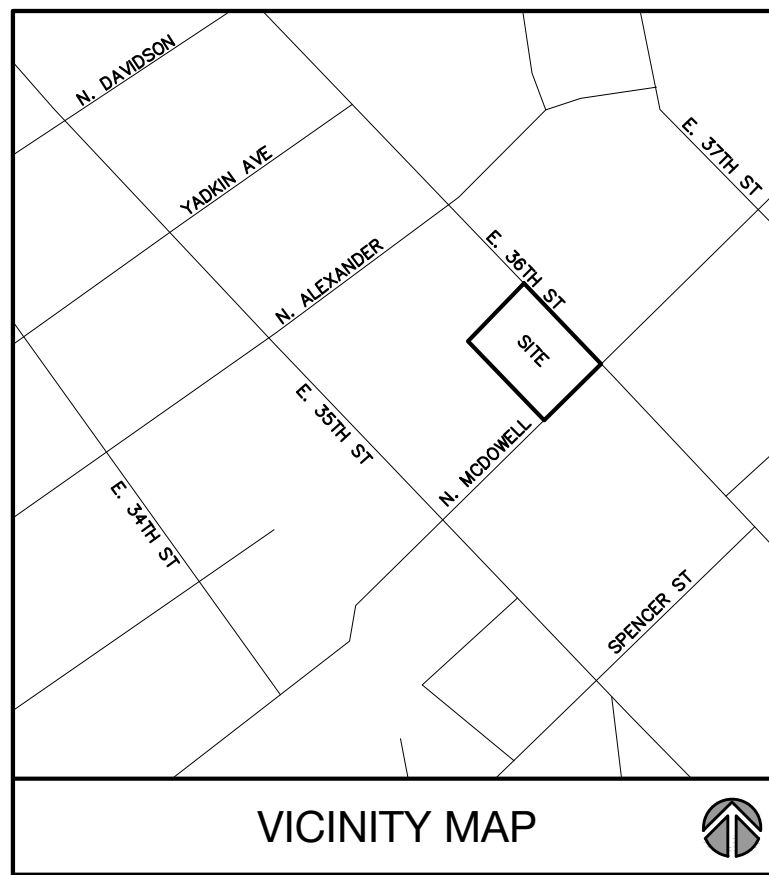 N. DAVIDSON
YADKIN AVE
E. 37TH ST
E. 36TH ST
N. ALEXANDER
SITE
E. 35TH ST
N. MCDOWELL
E. 34TH ST
SPENCER ST
VICINITY MAP